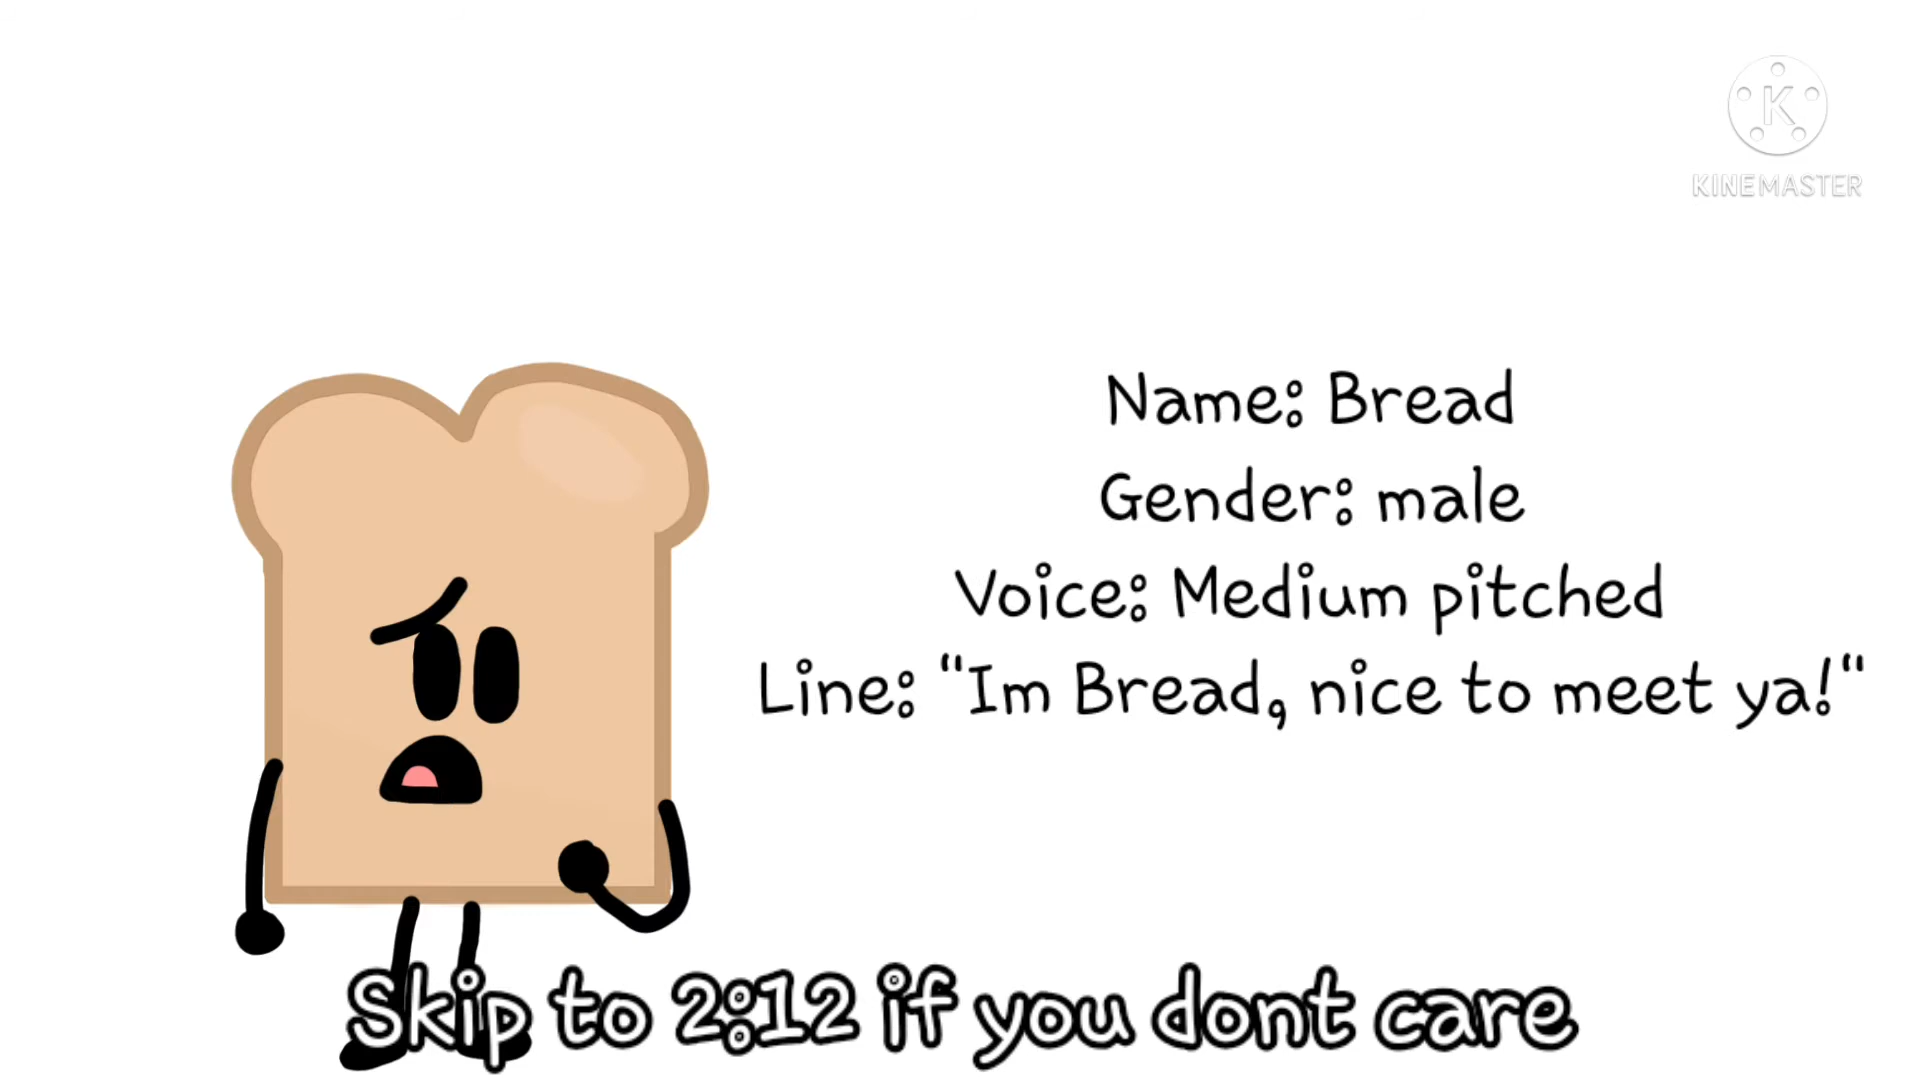 K
KINEMASTER
Name: Bread
Gender: male
Voice: Medium pitched
Line: "Im Bread, nice to meet ya!"
Skip to 2:12 if you dont care